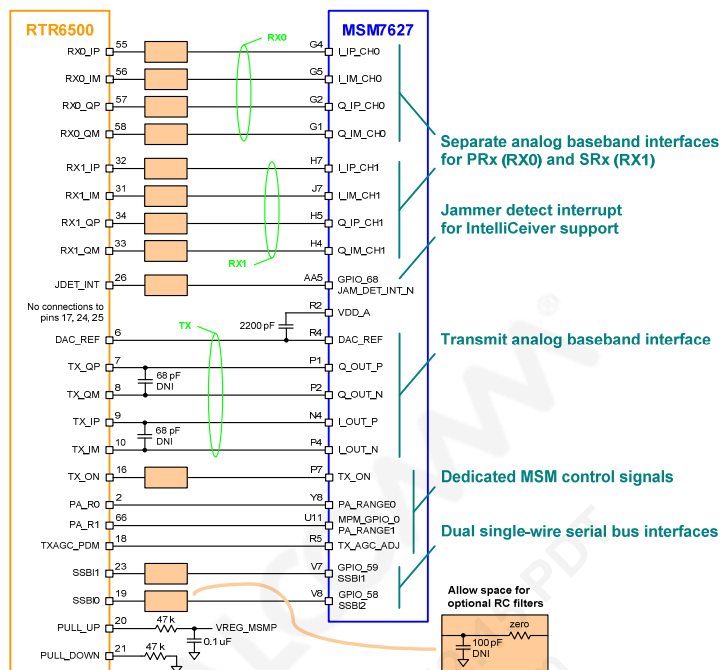 RTR6500
MSM7627
RX0_IP 55 G4 I_IP_CH0
RX0
RX0_IM 56 G5 I_IM_CH0
RX0_QP 57 G2 Q_IP_CH0
RX0_QM 58 G1 Q_IM_CH0
Separate analog baseband interfaces
for PRx (RX0) and SRx (RX1)
RX1_IP 32 H7 I_IP_CH1
RX1_IM 31 J7 I_IM_CH1
RX1_QP 34 H5 Q_IP_CH1
RX1_QM 33 H4 Q_IM_CH1
RX1
Jammer detect interrupt
for IntelliCeiver support
JDET_INT 26 AA5 GPIO_68
JAM_DET_INT_N
No connections to
pins 17, 24, 25
R2 VDD_A
2200 pF
TX
DAC_REF 6 R4 DAC_REF
Transmit analog baseband interface
TX_QP 7 P1 Q_OUT_P
68 pF
DNI
TX_QM 8 P2 Q_OUT_N
TX_IP 9 N4 I_OUT_P
68 pF
DNI
TX_IM 10 P4 I_OUT_N
TX_ON 16 P7 TX_ON
Dedicated MSM control signals
PA_R0 2 Y8 PA_RANGE0
PA_R1 66 U11 MPM_GPIO_0
PA_RANGE1
TXAGC_PDM 18 R5 TX_AGC_ADJ
Dual single-wire serial bus interfaces
SSBI1 23 V7 GPIO_59
SSBI1
SSBI0 19 V8 GPIO_58
SSBI2
PULL_UP 20 47 k VREG_MSMP
0.1 uF
PULL_DOWN 21 47 k
Allow space for
optional RC filters
zero
100 pF
DNI